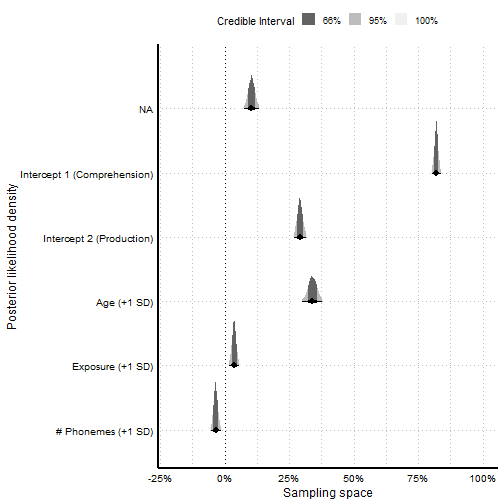 Credible Interval 66% 95% 100%
NA
Intercept 1 (Comprehension)
Intercept 2 (Production)
Age (+1 SD)
Exposure (+1 SD)
# Phonemes (+1 SD)
Posterior likelihood density
-25% 0% 25% 50% 75% 100%
Sampling space